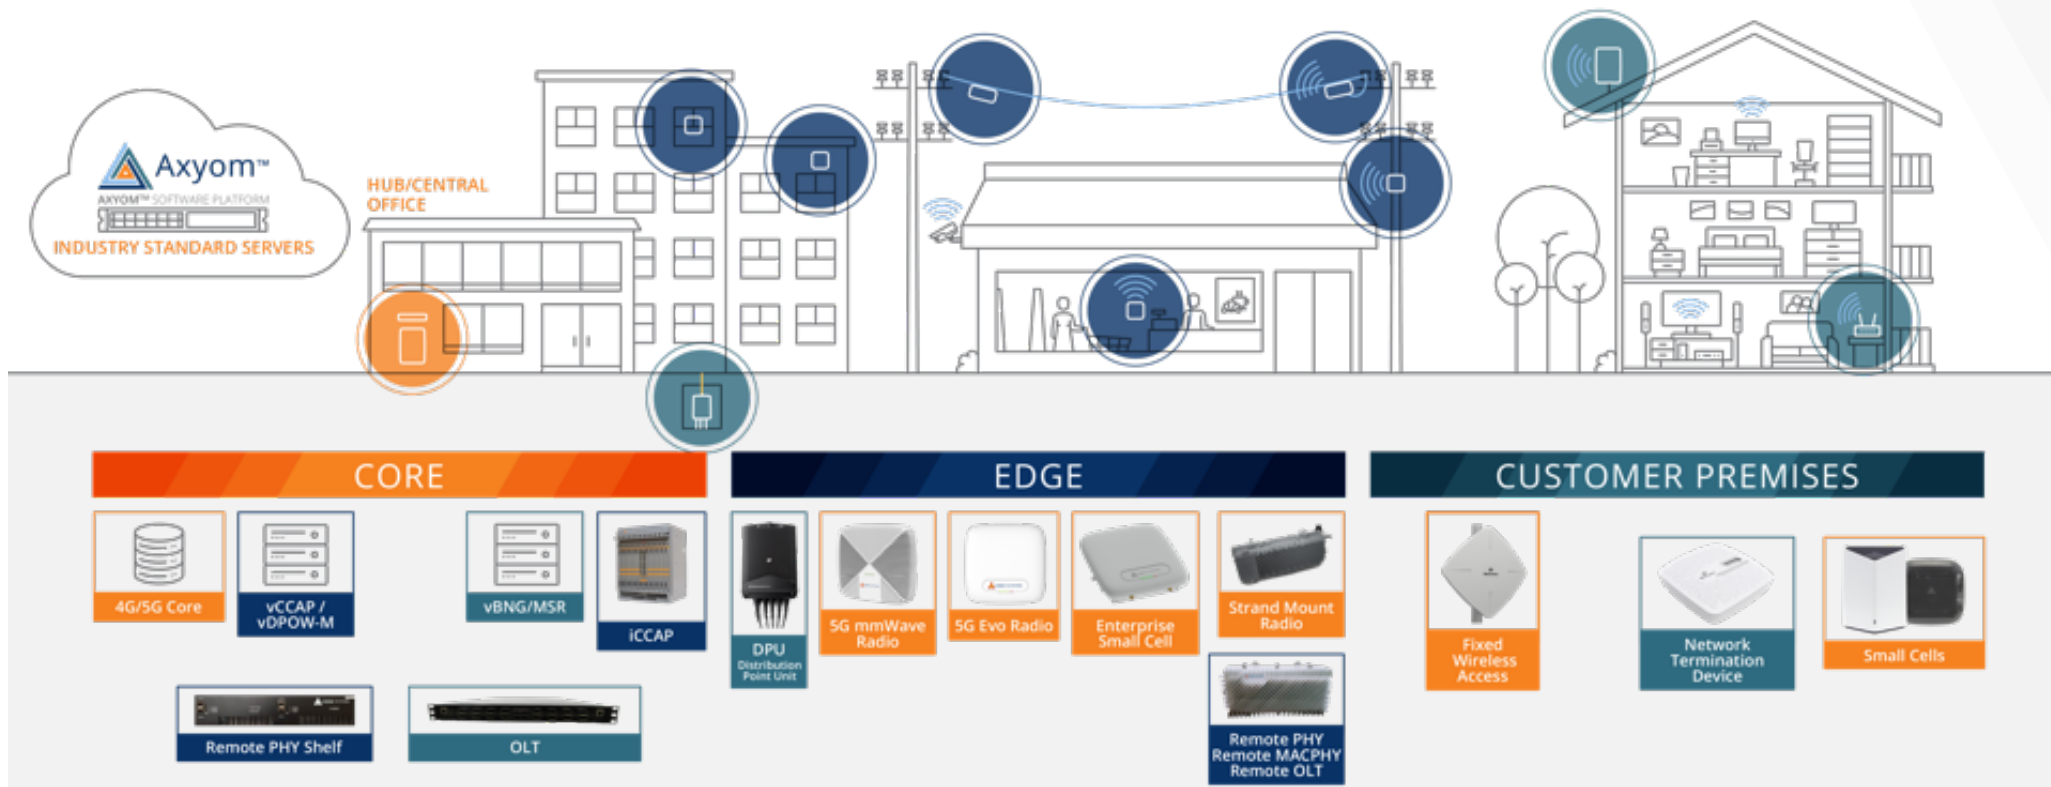 Axyom™
AXYOM™ SOFTWARE PLATFORM
INDUSTRY STANDARD SERVERS
HUB/CENTRAL
OFFICE
CORE
EDGE
CUSTOMER PREMISES
4G/5G Core
vCCAP /
vDPOW-M
vBNG/MSR
iCCAP
Remote PHY Shelf
OLT
DPU
Distribution
Point Unit
5G mmWave
Radio
5G Evo Radio
Enterprise
Small Cell
Strand Mount
Radio
Remote PHY
Remote MACPHY
Remote OLT
Fixed
Wireless
Access
Network
Termination
Device
Small Cells